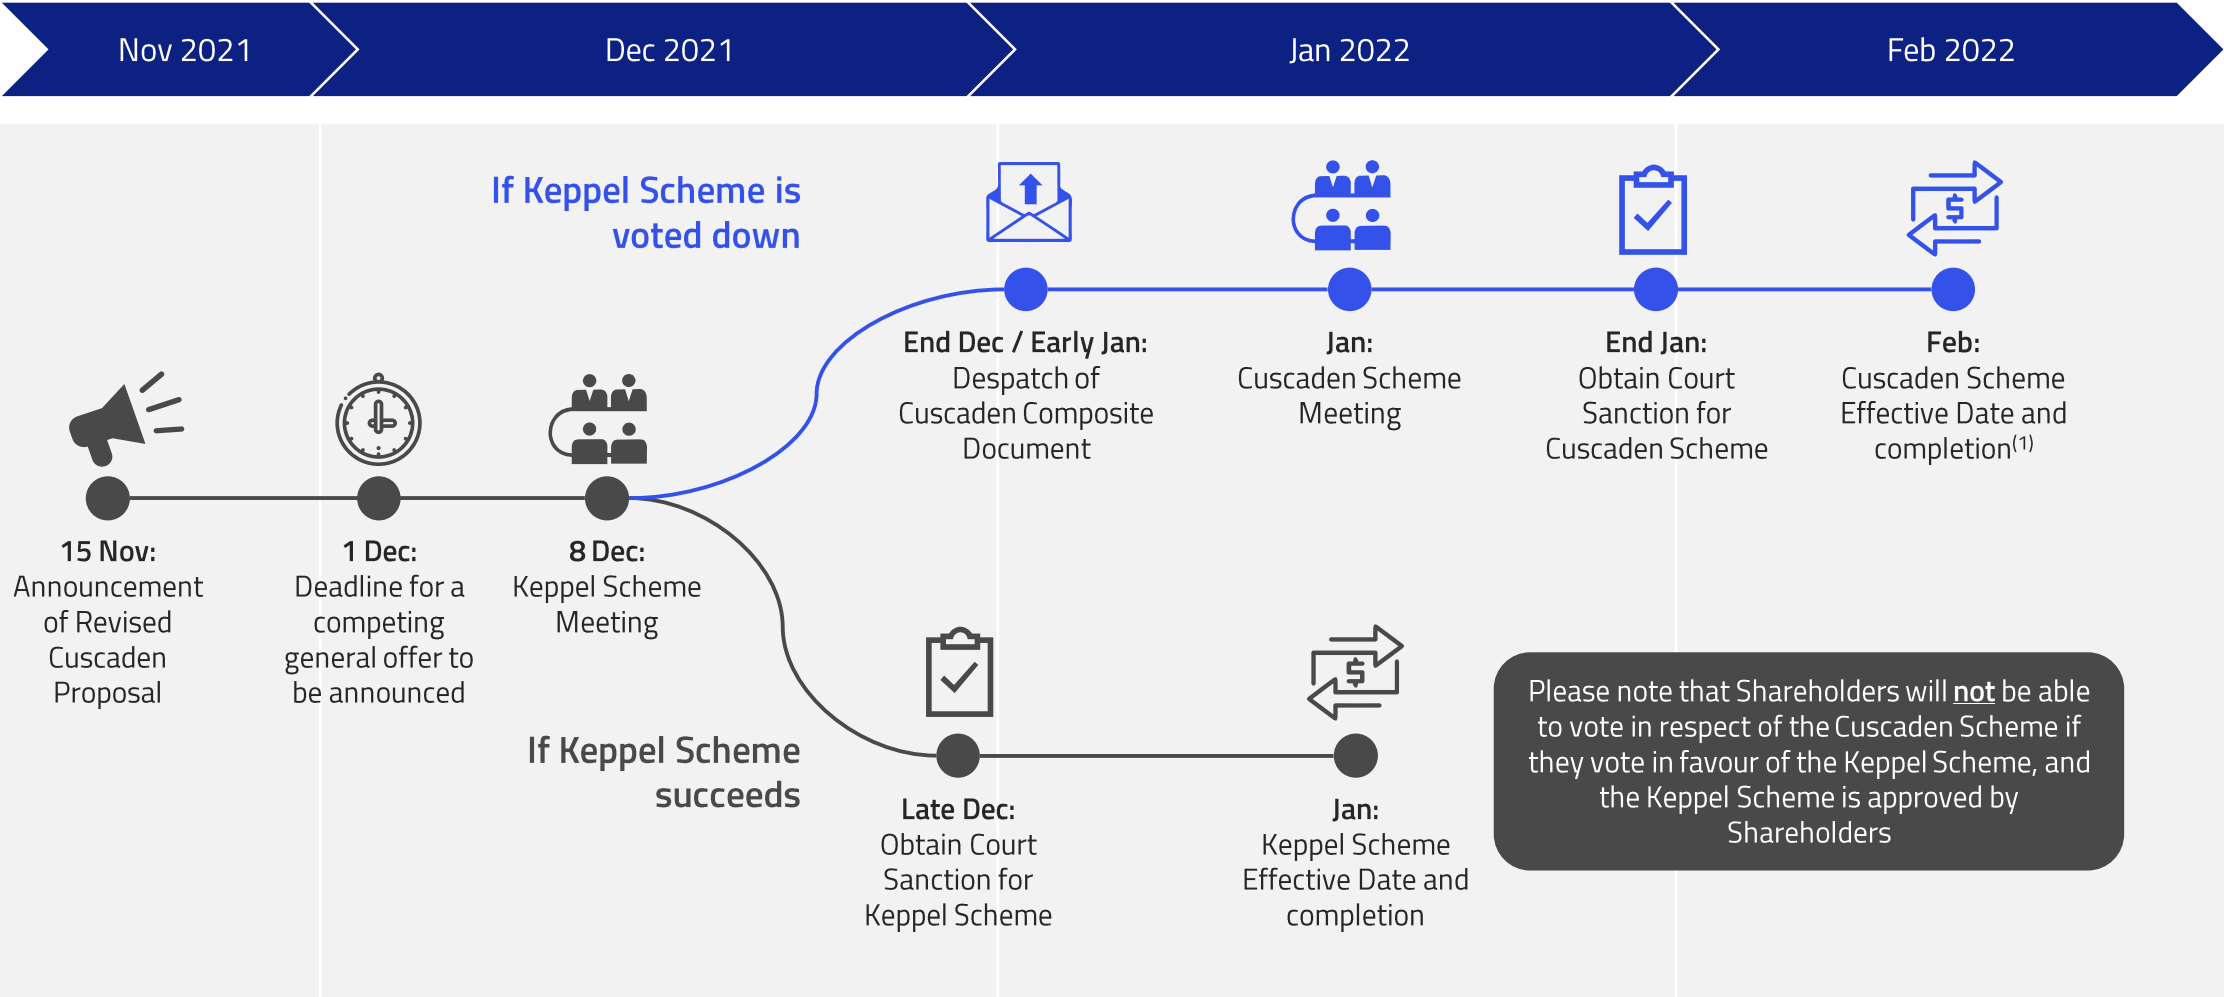 Nov 2021
Dec 2021
Jan 2022
Feb 2022
If Keppel Scheme is
voted down
End Dec / Early Jan:
Despatch of
Cuscaden Composite
Document
Jan:
Cuscaden Scheme
Meeting
End Jan:
Obtain Court
Sanction for
Cuscaden Scheme
Feb:
Cuscaden Scheme
Effective Date and
completion(1)
15 Nov:
Announcement
of Revised
Cuscaden
Proposal
1 Dec:
Deadline for a
competing
general offer to
be announced
8 Dec:
Keppel Scheme
Meeting
If Keppel Scheme
succeeds
Late Dec:
Obtain Court
Sanction for
Keppel Scheme
Jan:
Keppel Scheme
Effective Date and
completion
Please note that Shareholders will not be able
to vote in respect of the Cuscaden Scheme if
they vote in favour of the Keppel Scheme, and
the Keppel Scheme is approved by
Shareholders